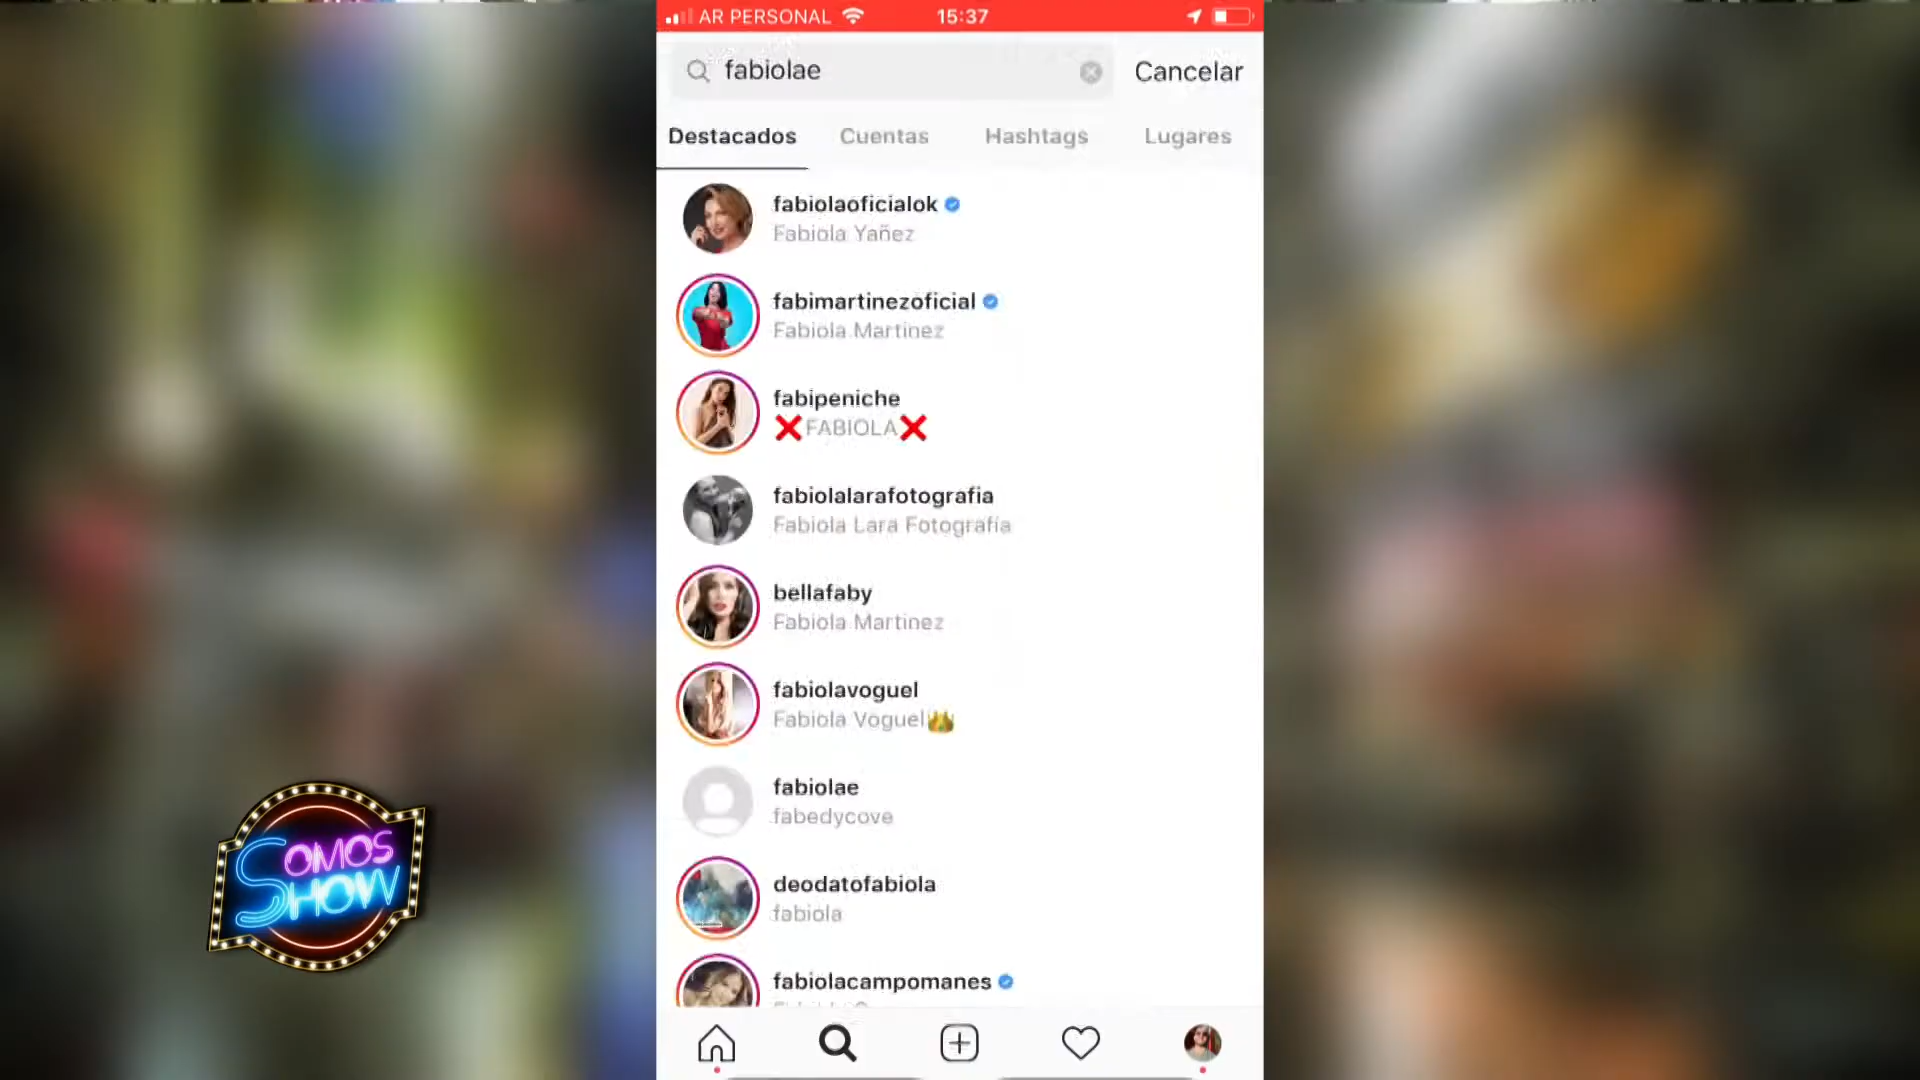 AR PERSONAL 15:37
fabiolae Cancelar
Destacados Cuentas Hashtags Lugares
fabiolaoficialok
Fabiola Yañez
fabimartinezoficial
Fabiola Martinez
fabipeniche
❌FABIOLA❌
fabiolalarafotografia
Fabiola Lara Fotografía
bellafaby
Fabiola Martinez
fabiolavoguel
Fabiola Voguel👑
fabiolae
fabedycove
deodatofabiola
fabiola
fabiolacampomanes
SOMOS
SHOW